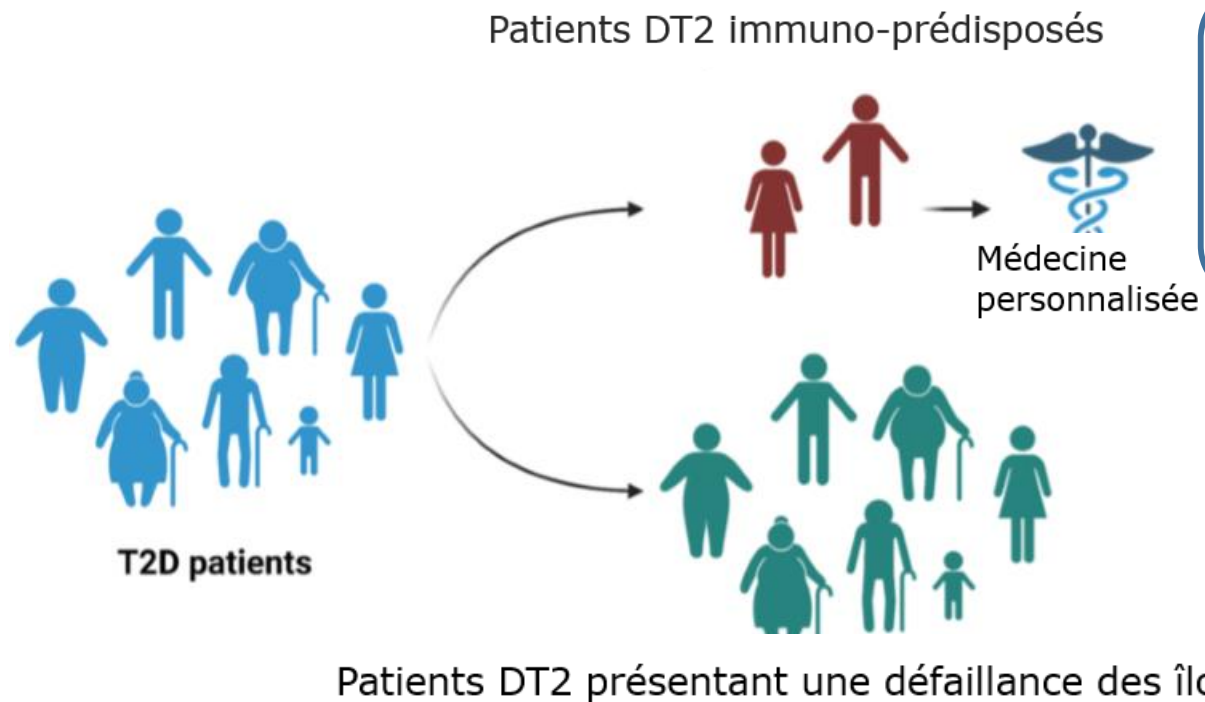 Patients DT2 immuno-prédisposés
Médecine
personnalisée
T2D patients
Patients DT2 présentant une défaillance des